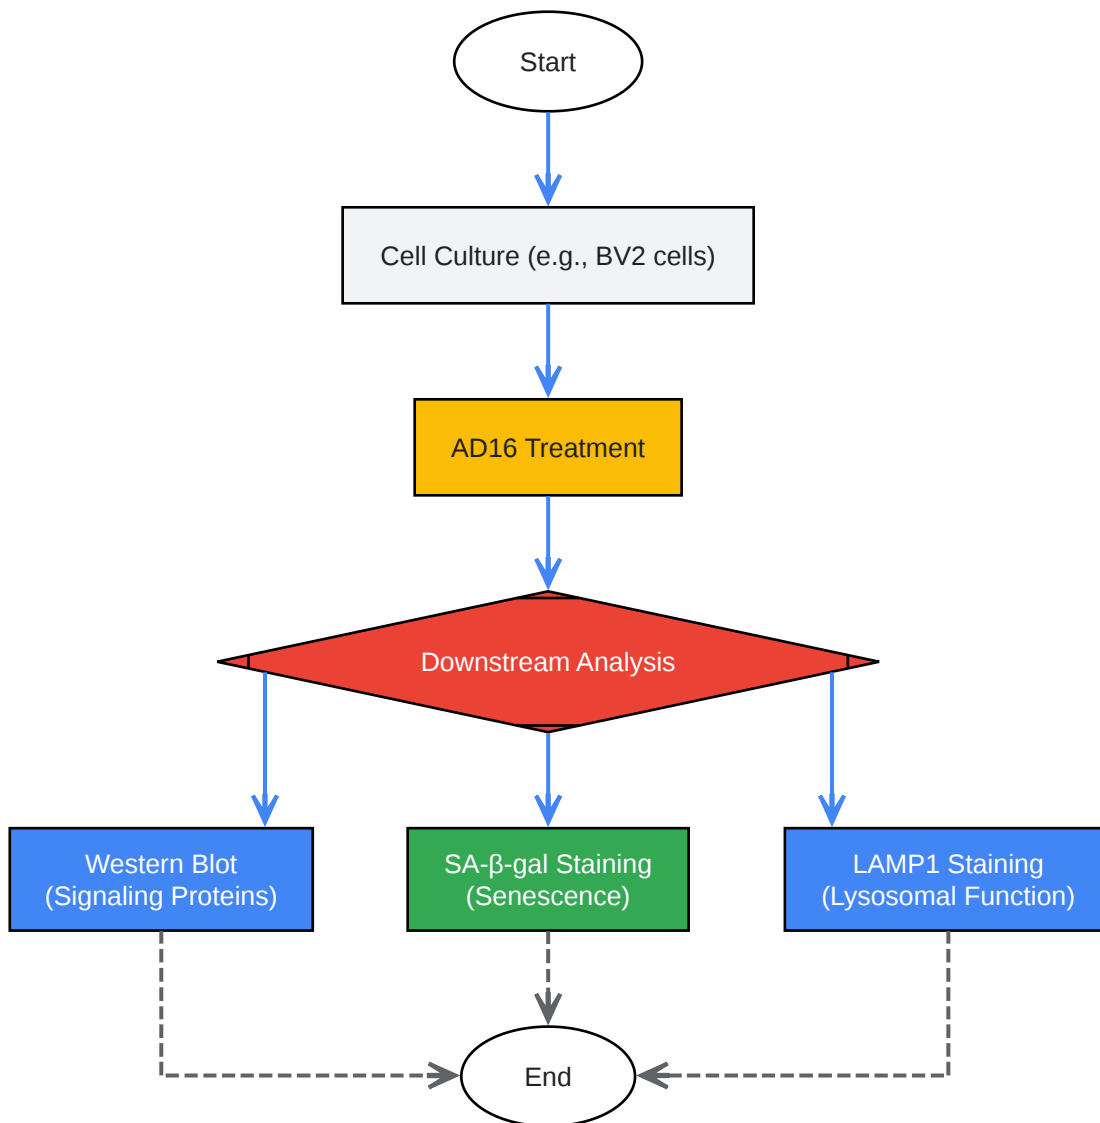 Start
Cell Culture (e.g., BV2 cells)
AD16 Treatment
Downstream Analysis
Western Blot
(Signaling Proteins)
SA-β-gal Staining
(Senescence)
LAMP1 Staining
(Lysosomal Function)
End